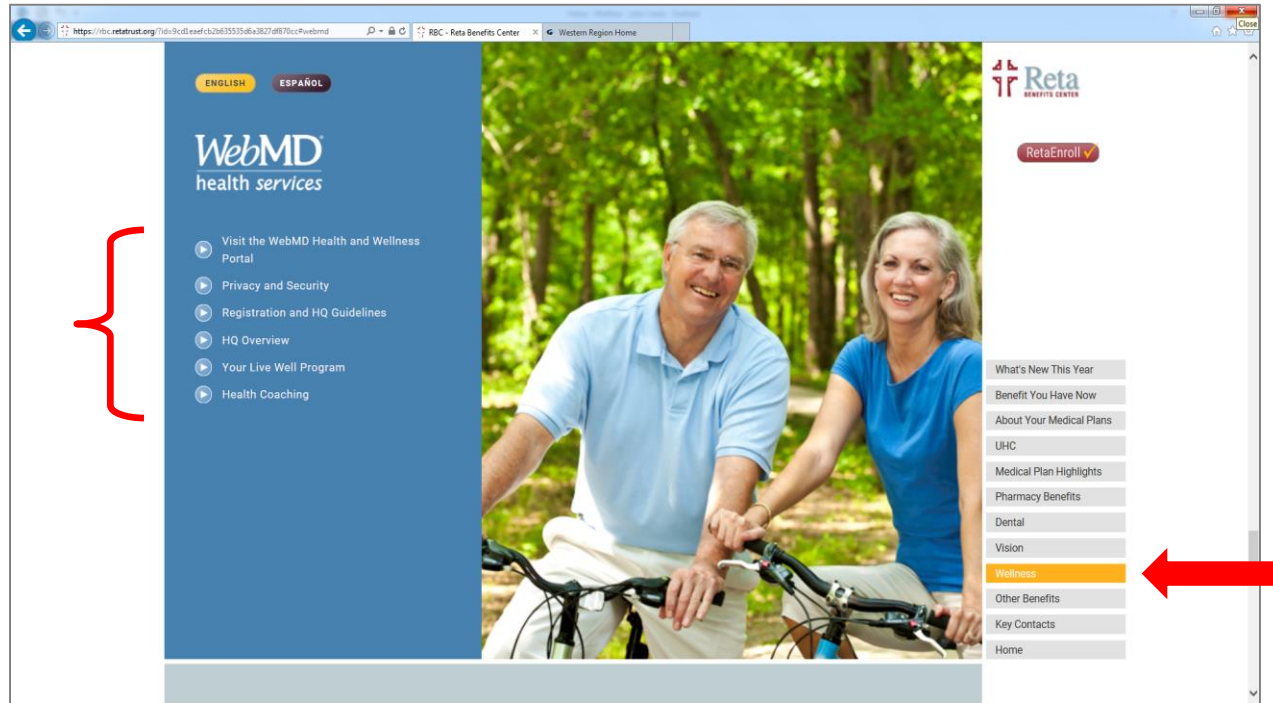 Close
https://rbc.retatrust.org/?id=9cd1eaefcb2b635535d6a3827df870cc#webmd
RBC - Reta Benefits Center
Western Region Home
ENGLISH
ESPAÑOL
WebMD
health services
Visit the WebMD Health and Wellness
Portal
Privacy and Security
Registration and HQ Guidelines
HQ Overview
Your Live Well Program
Health Coaching
Reta
BENEFITS CENTER
RetaEnroll
What's New This Year
Benefit You Have Now
About Your Medical Plans
UHC
Medical Plan Highlights
Pharmacy Benefits
Dental
Vision
Wellness
Other Benefits
Key Contacts
Home